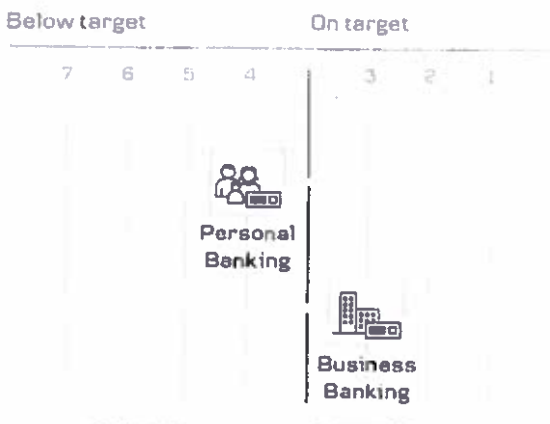 Below target On target
7 6 5 4 3 2 1
Personal
Banking
Business
Banking